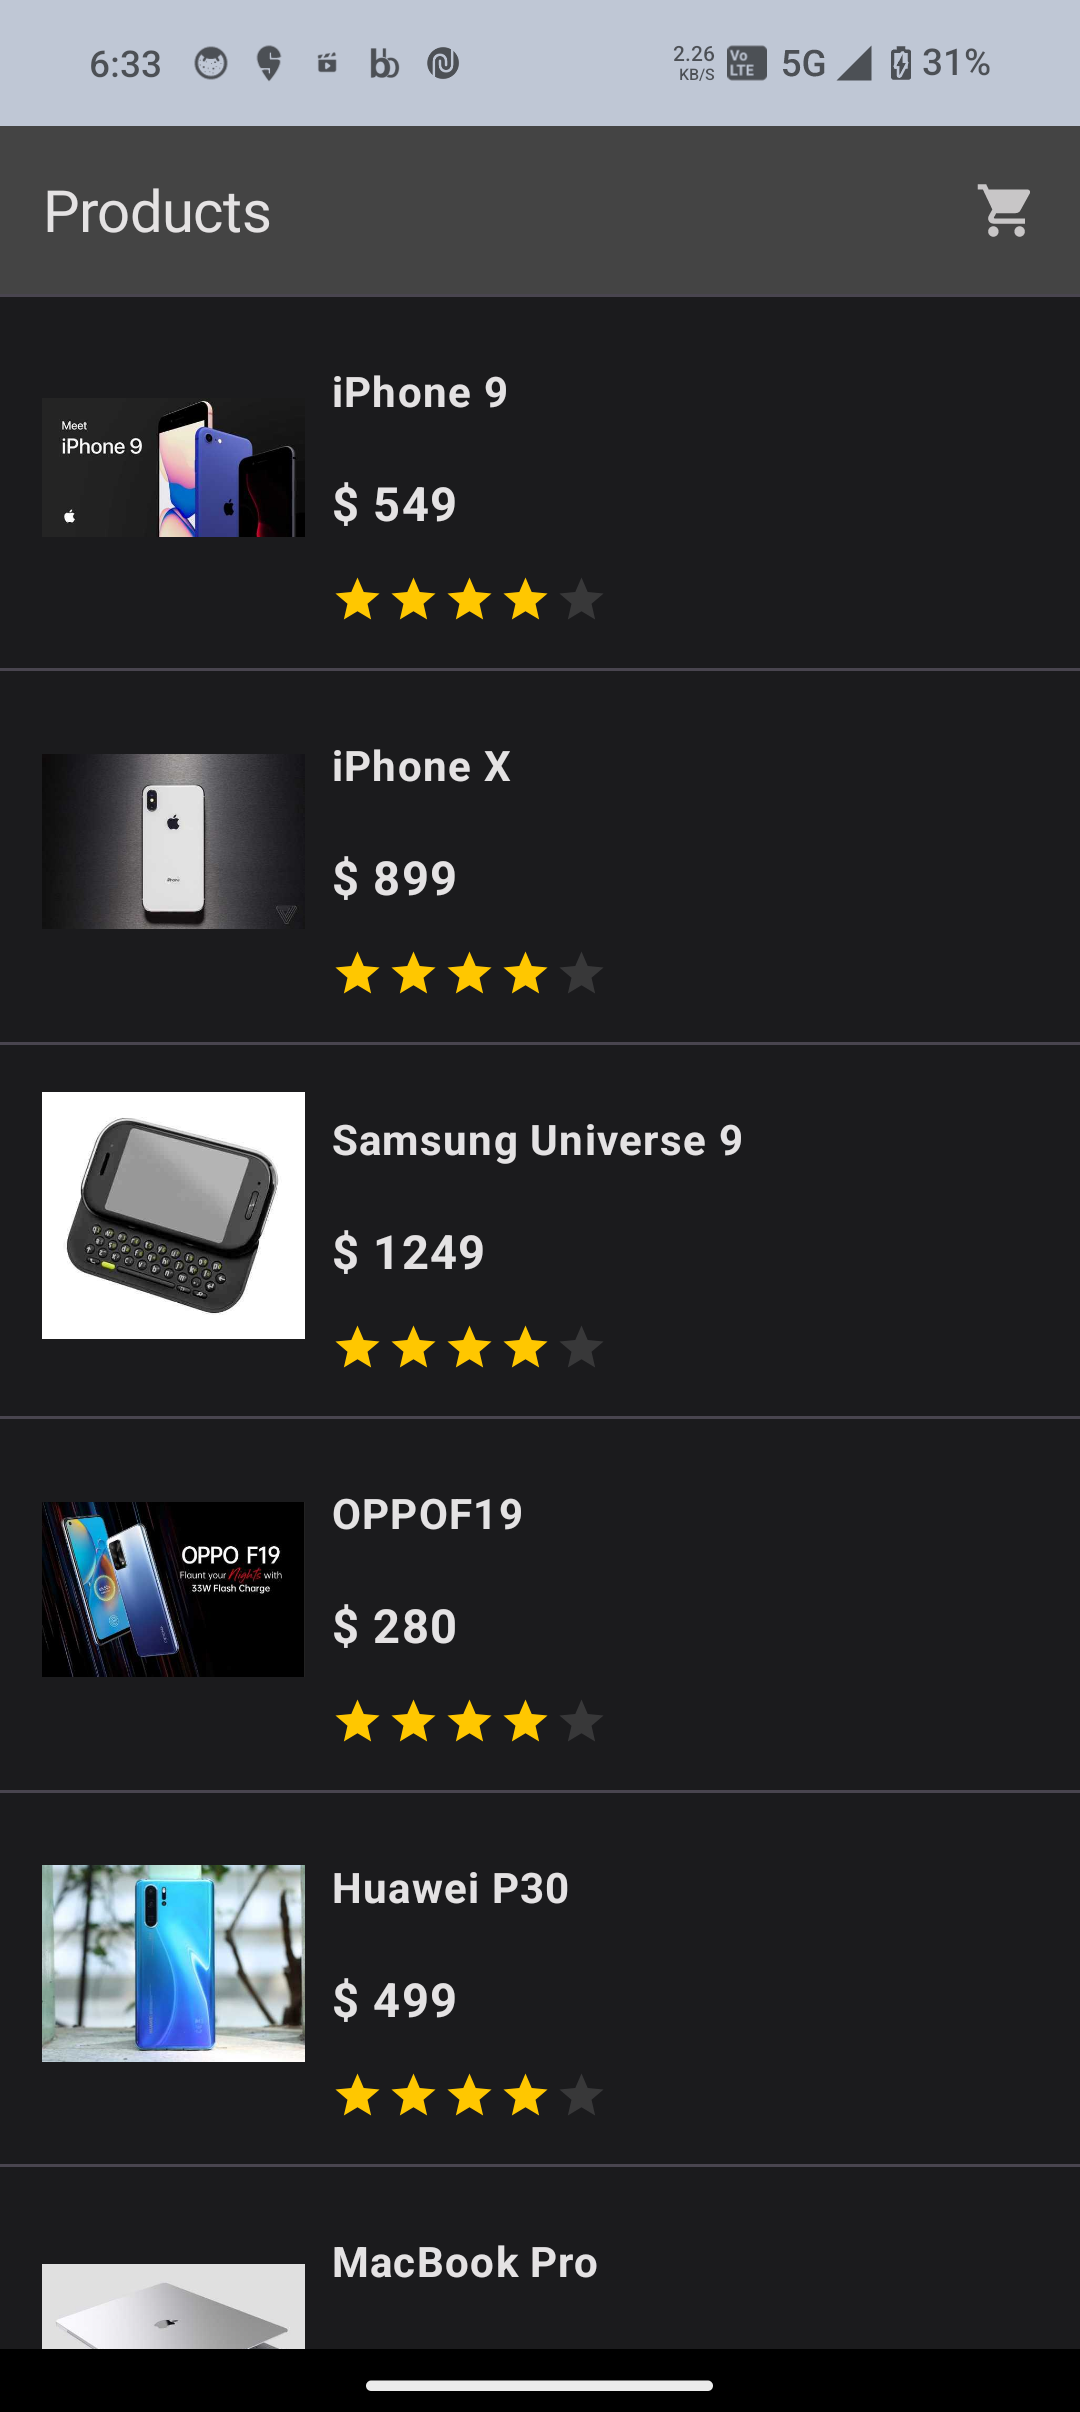 6:33
2.26
KB/S
Vo
LTE
5G
31%
Products
iPhone 9
Meet
iPhone 9
$ 549
iPhone X
iPhone
$ 899
Samsung Universe 9
$ 1249
OPPOF19
OPPO F19
Flaunt your Nights with
33W Flash Charge
$ 280
Huawei P30
$ 499
MacBook Pro